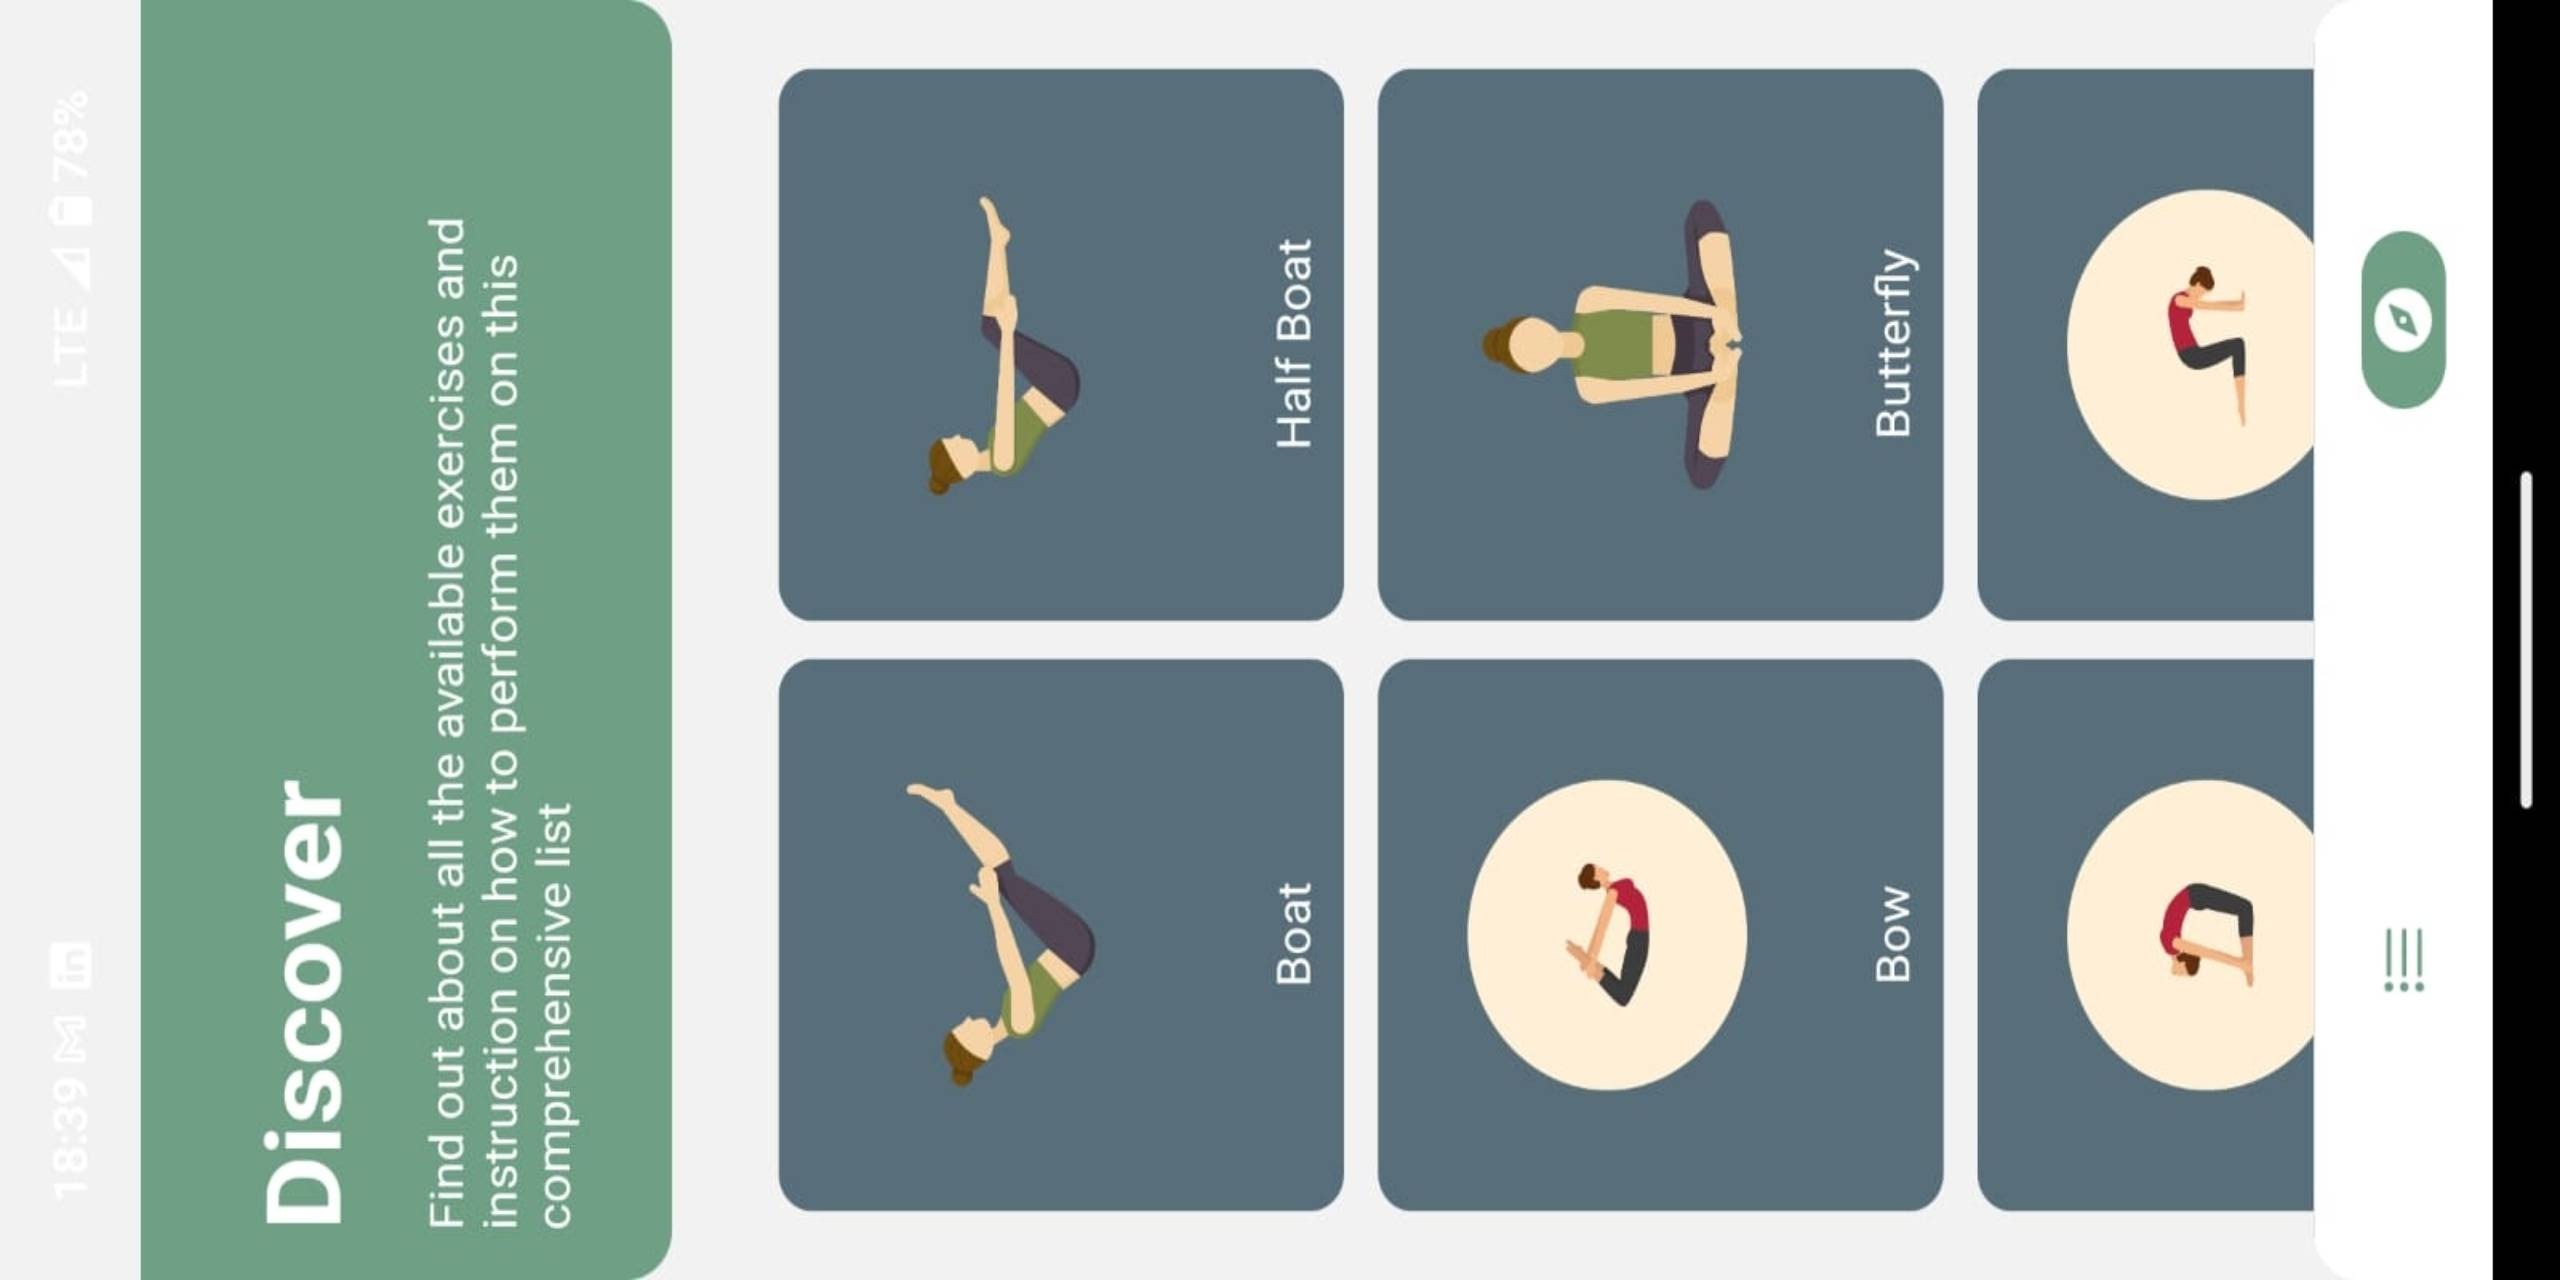 18:39 M in LTE 78%
Discover
Find out about all the available exercises and
instruction on how to perform them on this
comprehensive list
Boat
Half Boat
Bow
Butterfly